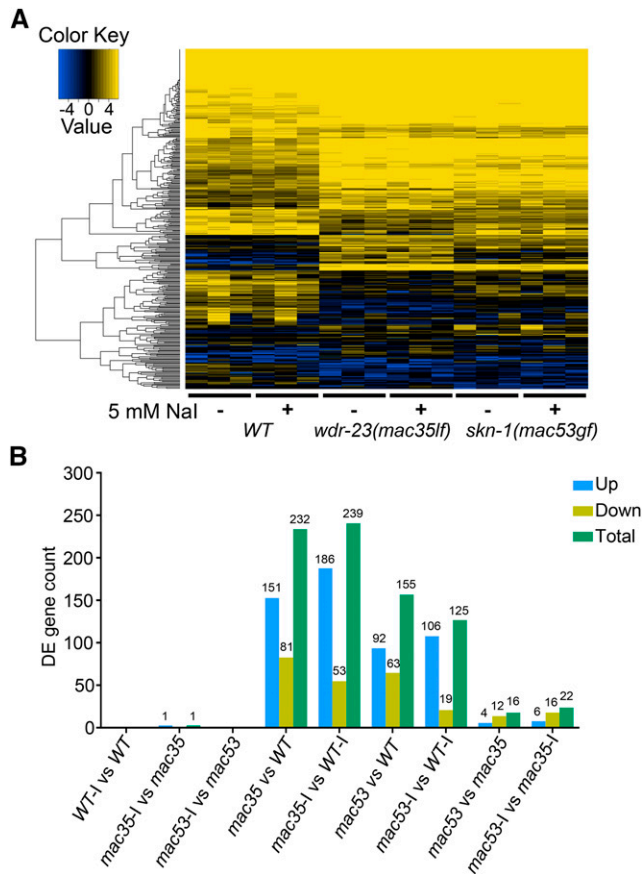 A
Color Key
-4 0 4
Value
5 mM NaI - + - + - +
WT wdr-23(mac35lf) skn-1(mac53gf)
B
300
250
200
150
100
50
0
DE gene count
Up
Down
Total
1 1
151 81 232
186 53 239
92 63 155
106 19 125
4 12 16
6 16 22
WT-I vs WT
mac35-I vs mac35
mac53-I vs mac53
mac35 vs WT
mac35-I vs WT-I
mac53 vs WT
mac53-I vs WT-I
mac53 vs mac35
mac53-I vs mac35-I